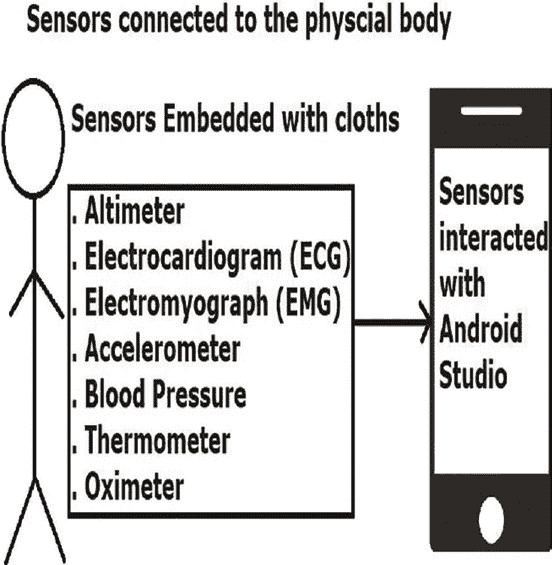 Sensors connected to the physcial body
Sensors Embedded with cloths
. Altimeter
. Electrocardiogram (ECG)
. Electromyograph (EMG)
. Accelerometer
. Blood Pressure
. Thermometer
. Oximeter
Sensors
interacted
with
Android
Studio